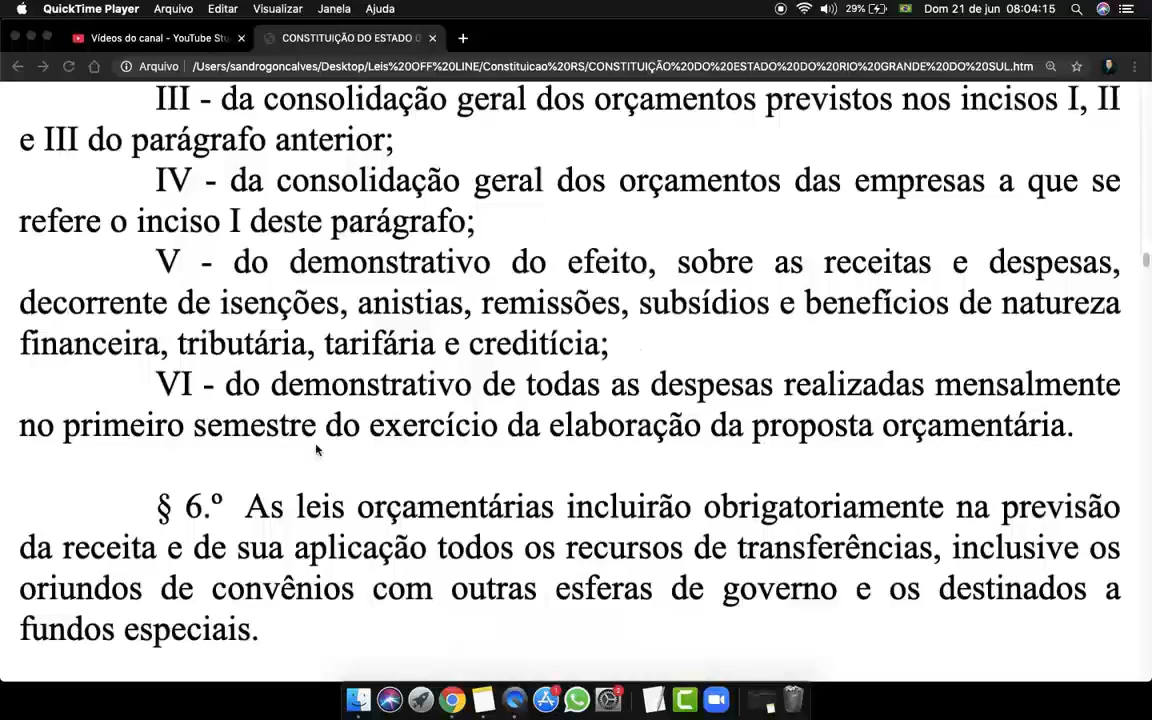 QuickTime Player Arquivo Editar Visualizar Janela Ajuda 29% Dom 21 de jun 08:04:15
Vídeos do canal - YouTube Stu CONSTITUIÇÃO DO ESTADO
Arquivo | /Users/sandrogoncalves/Desktop/Leis%20OFF%20LINE/Constituicao%20RS/CONSTITUIÇÃO%20DO%20ESTADO%20DO%20RIO%20GRANDE%20DO%20SUL.htm
III - da consolidação geral dos orçamentos previstos nos incisos I, II
e III do parágrafo anterior;
IV - da consolidação geral dos orçamentos das empresas a que se
refere o inciso I deste parágrafo;
V - do demonstrativo do efeito, sobre as receitas e despesas,
decorrente de isenções, anistias, remissões, subsídios e benefícios de natureza
financeira, tributária, tarifária e creditícia;
VI - do demonstrativo de todas as despesas realizadas mensalmente
no primeiro semestre do exercício da elaboração da proposta orçamentária.
§ 6.º As leis orçamentárias incluirão obrigatoriamente na previsão
da receita e de sua aplicação todos os recursos de transferências, inclusive os
oriundos de convênios com outras esferas de governo e os destinados a
fundos especiais.